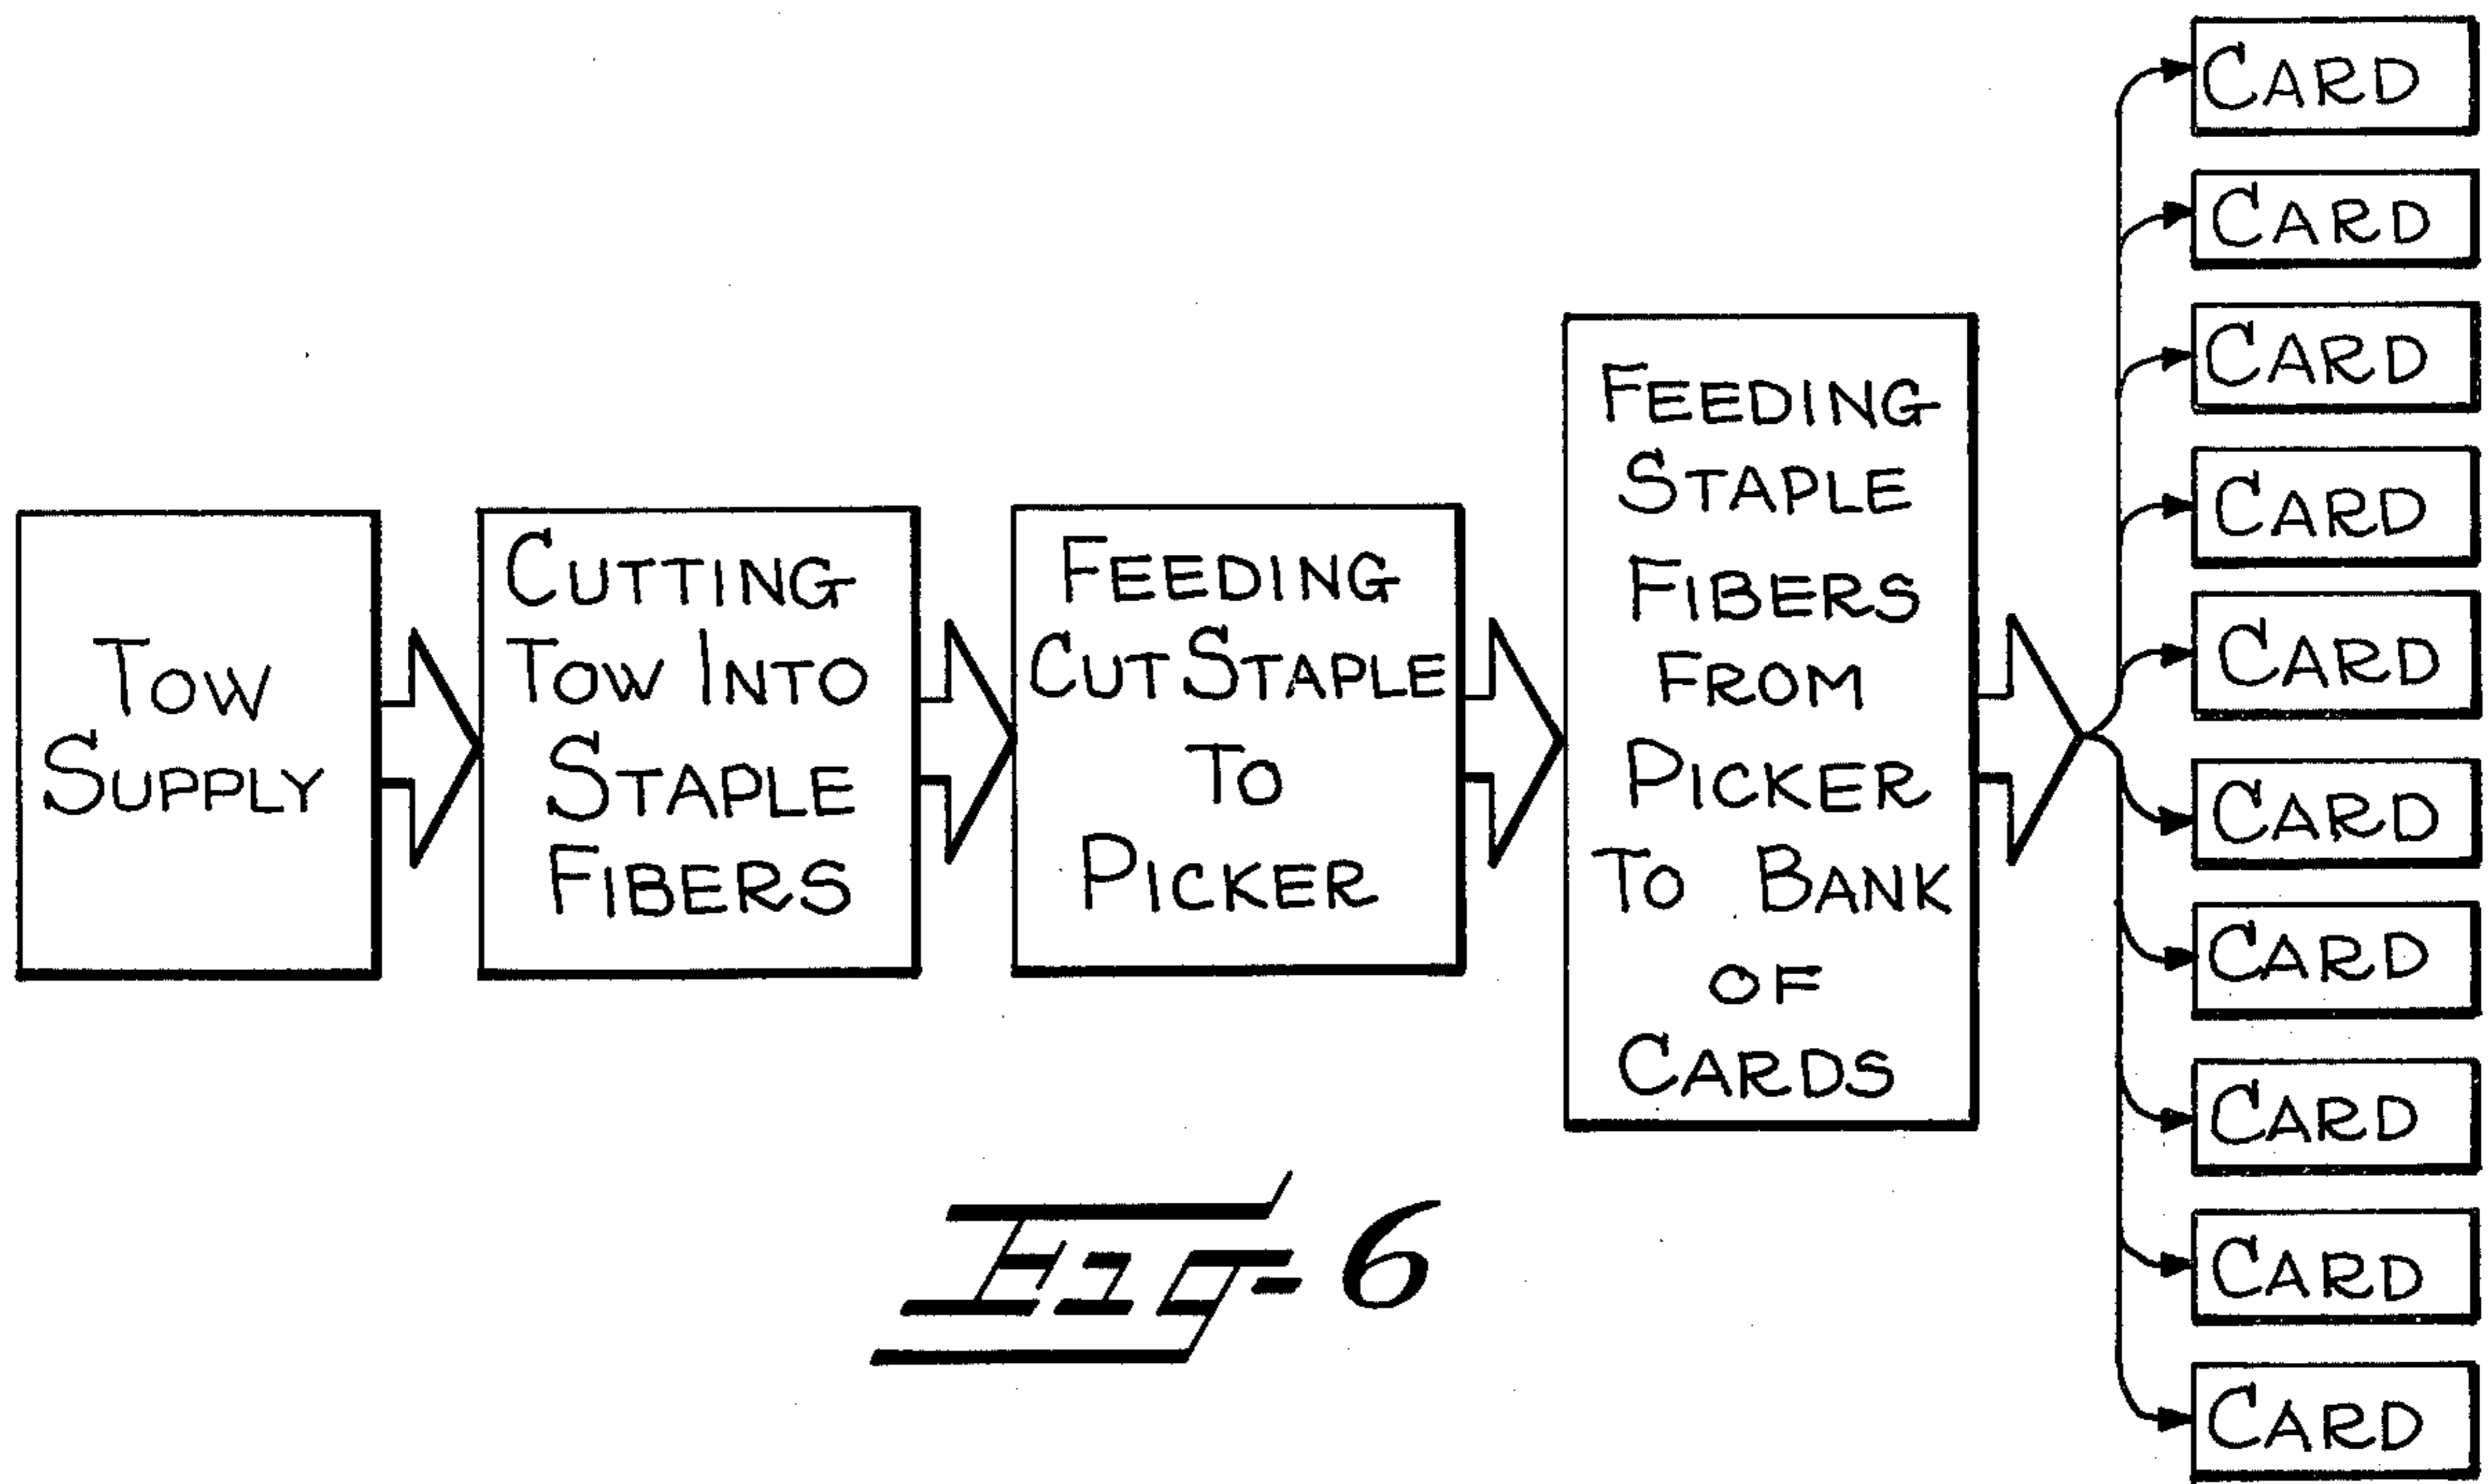 TOW
SUPPLY
CUTTING
TOW INTO
STAPLE
FIBERS
FEEDING
CUT STAPLE
TO
PICKER
FEEDING
STAPLE
FIBERS
FROM
PICKER
TO BANK
OF
CARDS
CARD
CARD
CARD
CARD
CARD
CARD
CARD
CARD
CARD
CARD
Fig-6